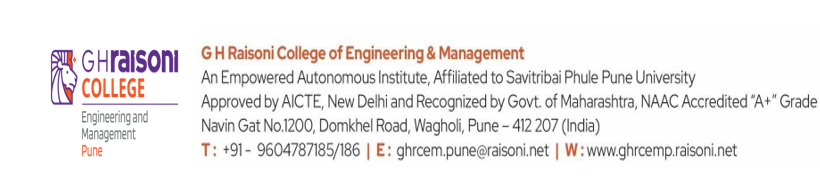 GHRAISONI
COLLEGE
Engineering and
Management
Pune
G H Raisoni College of Engineering & Management
An Empowered Autonomous Institute, Affiliated to Savitribai Phule Pune University
Approved by AICTE, New Delhi and Recognized by Govt. of Maharashtra, NAAC Accredited “A+” Grade
Navin Gat No.1200, Domkhel Road, Wagholi, Pune – 412 207 (India)
T : +91 - 9604787185/186 | E : ghrcem.pune@raisoni.net | W : www.ghrcemp.raisoni.net